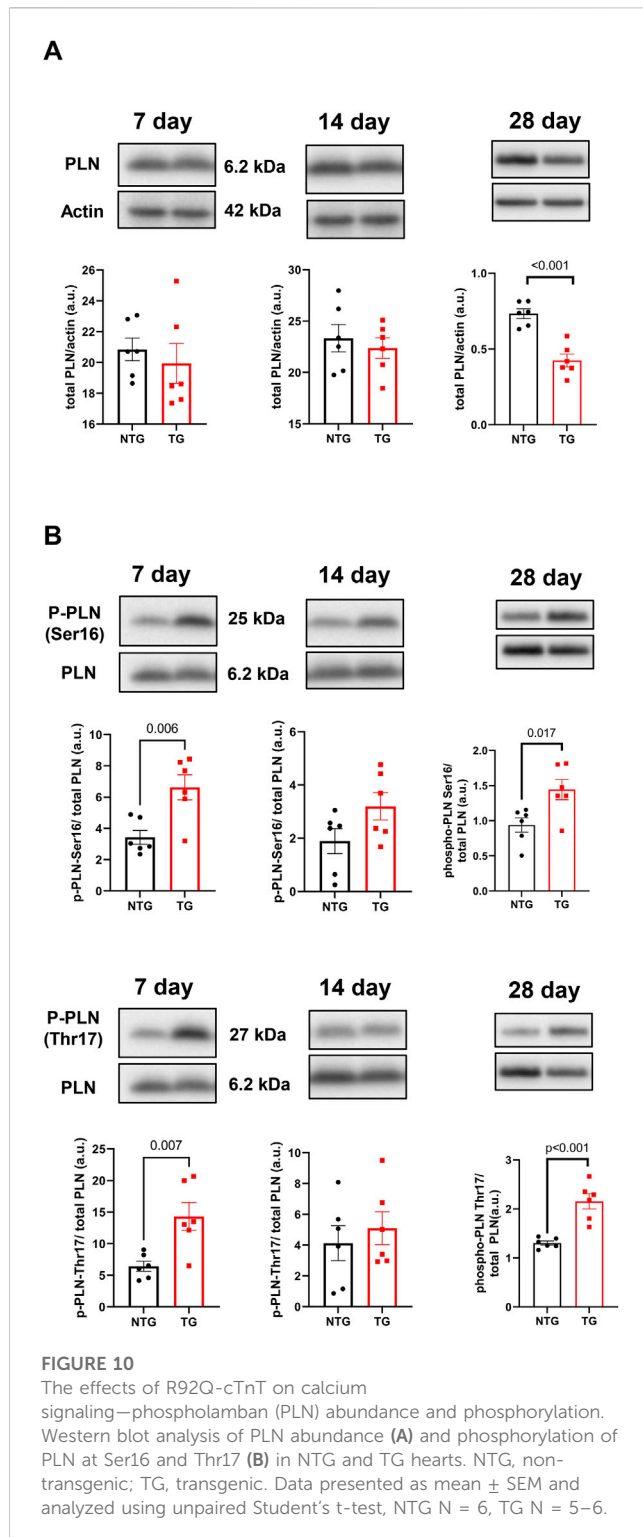 A
7 day
14 day
28 day
PLN
6.2 kDa
Actin
42 kDa
total PLN/actin (a.u.)
26
24
22
20
18
16
NTG
TG
total PLN/actin (a.u.)
30
25
20
15
NTG
TG
total PLN/actin (a.u.)
1.0
0.5
0.0
<0.001
NTG
TG
B
7 day
14 day
28 day
P-PLN
(Ser16)
25 kDa
PLN
6.2 kDa
p-PLN-Ser16/ total PLN (a.u.)
10
8
6
4
2
0
0.006
NTG
TG
p-PLN-Ser16/ total PLN (a.u.)
6
4
2
0
NTG
TG
phospho-PLN Ser16/
total PLN (a.u.)
2.0
1.5
1.0
0.5
0.0
0.017
NTG
TG
7 day
14 day
28 day
P-PLN
(Thr17)
27 kDa
PLN
6.2 kDa
p-PLN-Thr17/ total PLN (a.u.)
25
20
15
10
5
0
0.007
NTG
TG
p-PLN-Thr17/ total PLN (a.u.)
10
8
6
4
2
0
NTG
TG
phospho-PLN Thr17/
total PLN(a.u.)
3
2
1
0
p<0.001
NTG
TG
FIGURE 10
The effects of R92Q-cTnT on calcium
signaling—phospholamban (PLN) abundance and phosphorylation.
Western blot analysis of PLN abundance (A) and phosphorylation of
PLN at Ser16 and Thr17 (B) in NTG and TG hearts. NTG, non-
transgenic; TG, transgenic. Data presented as mean ± SEM and
analyzed using unpaired Student's t-test, NTG N = 6, TG N = 5–6.